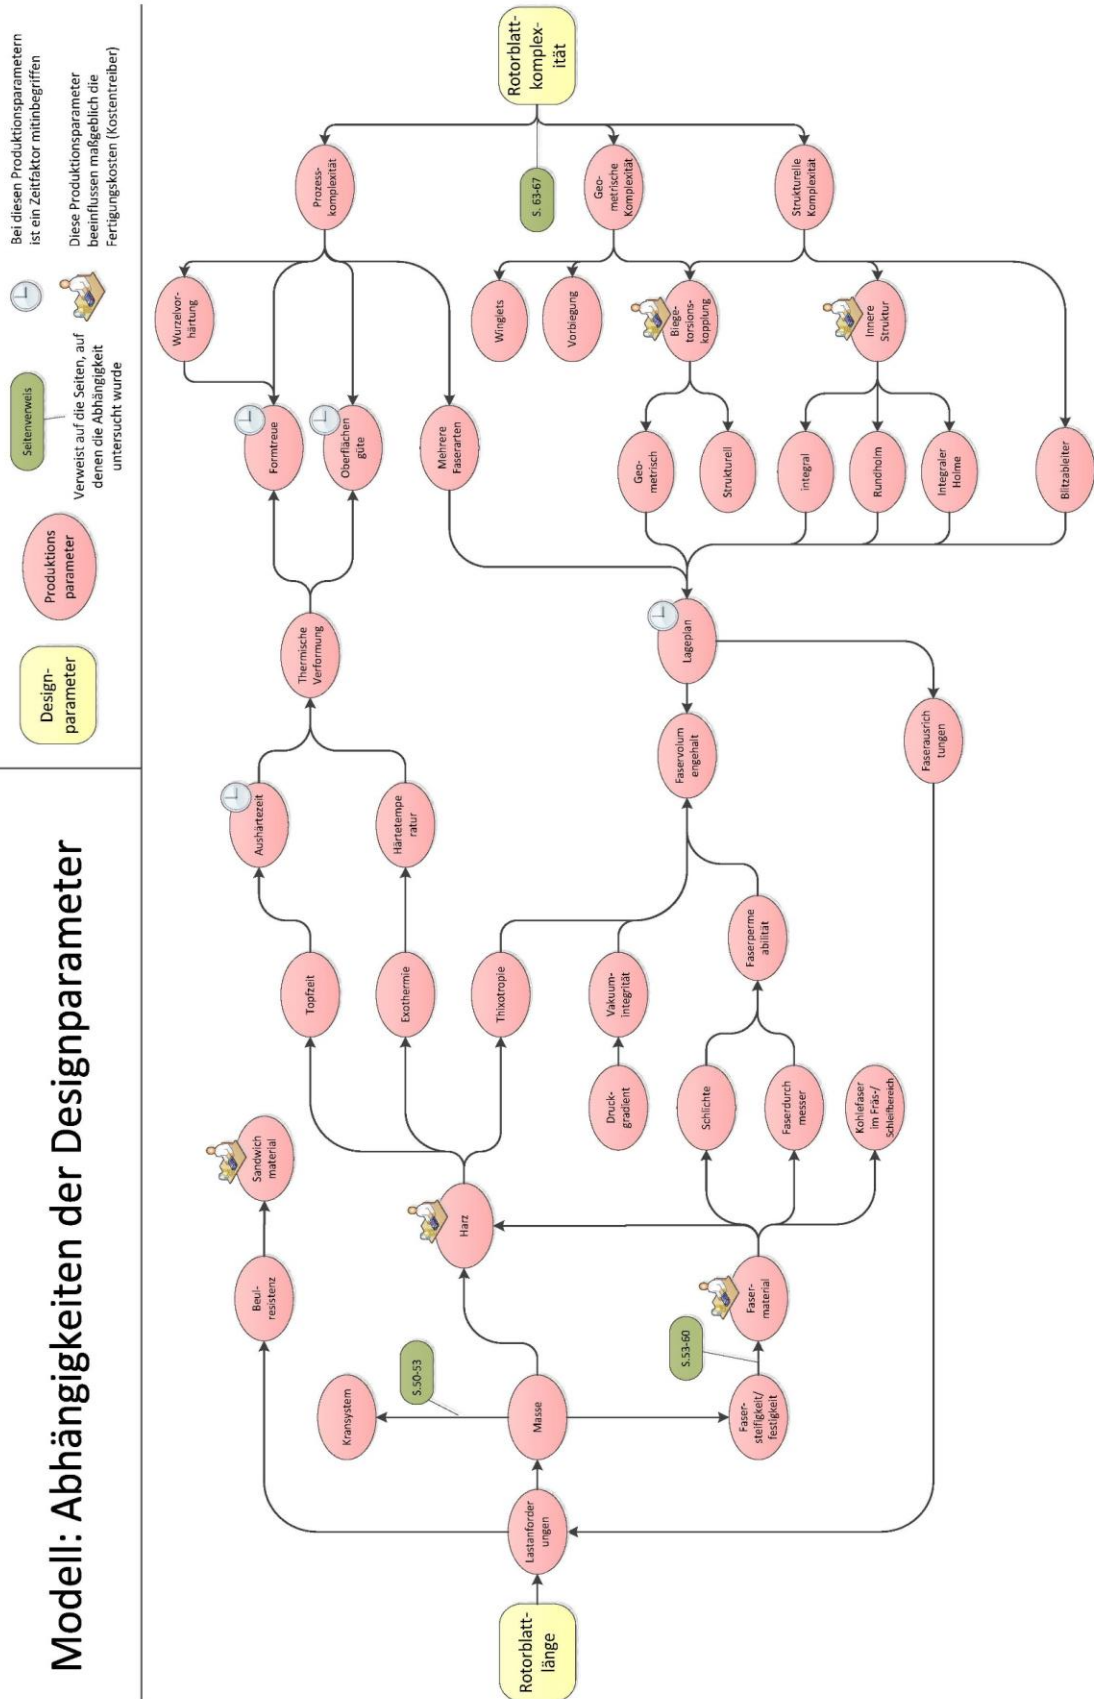 Modell: Abhängigkeiten der Designparameter
Design-
parameter
Produktions
parameter
Seitenverweis
Verweist auf die Seiten, auf
denen die Abhängigkeit
untersucht wurde
Bei diesen Produktionsparametern
ist ein Zeitfaktor mitinbegriffen
Diese Produktionsparameter
beeinflussen maßgeblich die
Fertigungskosten (Kostentreiber)
Rotorblatt-
länge
Lastanforder
ungen
Beul-
resistenz
Sandwich
material
Kransystem
S.50-53
Masse
Faser-
steifigkeit/
festigkeit
S.53-60
Faser-
material
Harz
Topfzeit
Exothermie
Thixotropie
Druck-
gradient
Vakuum-
integrität
Schlichte
Faserdurch
messer
Kohlefaser
im Fräs-/
Schleifbereich
Faserperme
abilität
Aushärtezeit
Härtetempe
ratur
Thermische
Verformung
Faservolum
engehalt
Lageplan
Faserausrich
tungen
Wurzelvor-
härtung
Formtreue
Oberflächen
güte
Mehrere
Faserarten
Geo-
metrisch
Strukturell
integral
Rundholm
Integraler
Holme
Blitzableiter
Winglets
Vorbiegung
Biege-
torsions-
kopplung
Innere
Struktur
Prozess-
komplexität
S. 63-67
Geo-
metrische
Komplexität
Strukturelle
Komplexität
Rotorblatt-
komplex-
ität